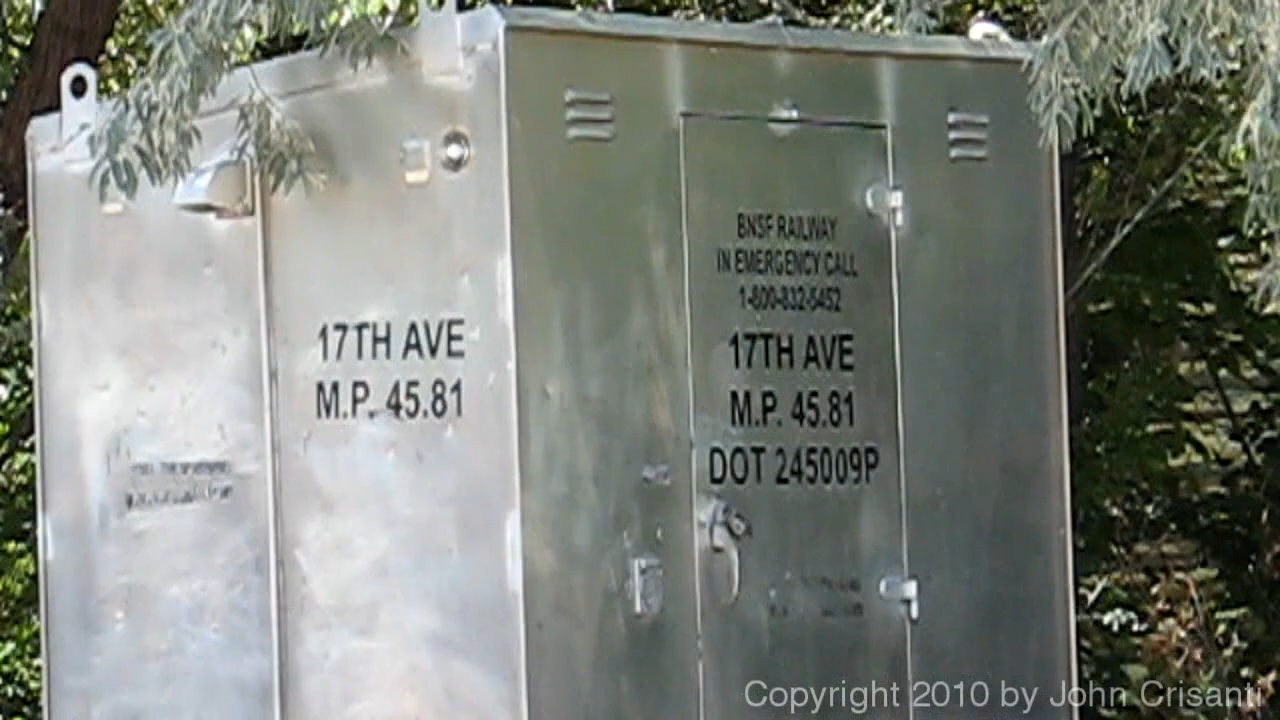 17TH AVE
M.P. 45.81
BNSF RAILWAY
IN EMERGENCY CALL
1-800-832-5452
17TH AVE
M.P. 45.81
DOT 245009P
Copyright 2010 by John Crisanti